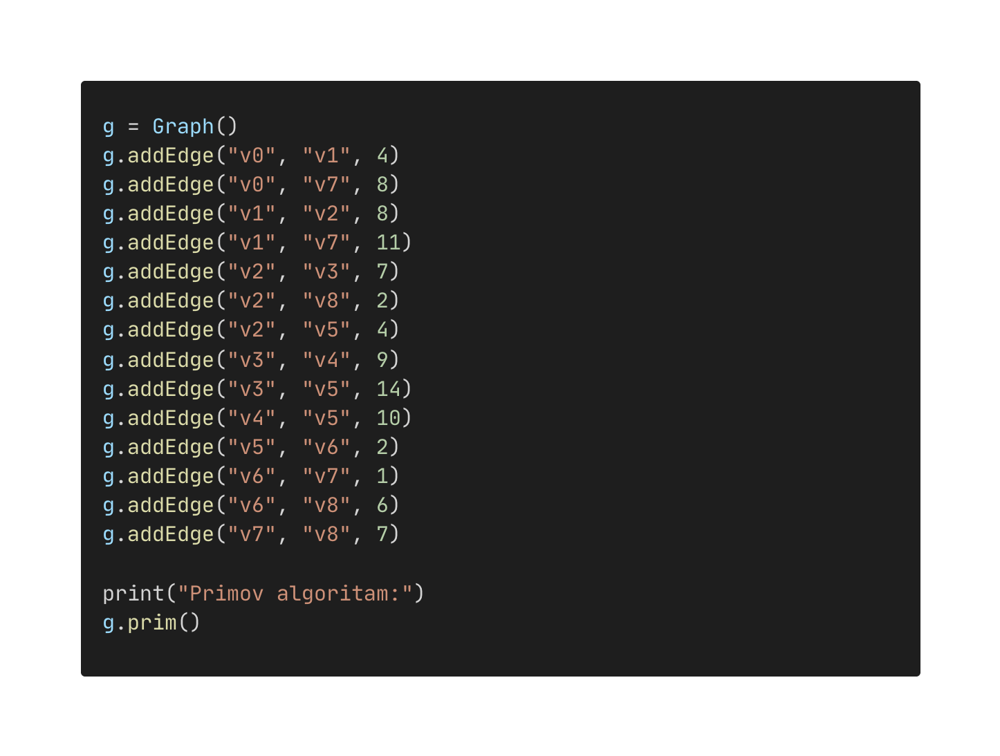 g = Graph()
g.addEdge("v0", "v1", 4)
g.addEdge("v0", "v7", 8)
g.addEdge("v1", "v2", 8)
g.addEdge("v1", "v7", 11)
g.addEdge("v2", "v3", 7)
g.addEdge("v2", "v8", 2)
g.addEdge("v2", "v5", 4)
g.addEdge("v3", "v4", 9)
g.addEdge("v3", "v5", 14)
g.addEdge("v4", "v5", 10)
g.addEdge("v5", "v6", 2)
g.addEdge("v6", "v7", 1)
g.addEdge("v6", "v8", 6)
g.addEdge("v7", "v8", 7)
print("Primov algoritam:")
g.prim()